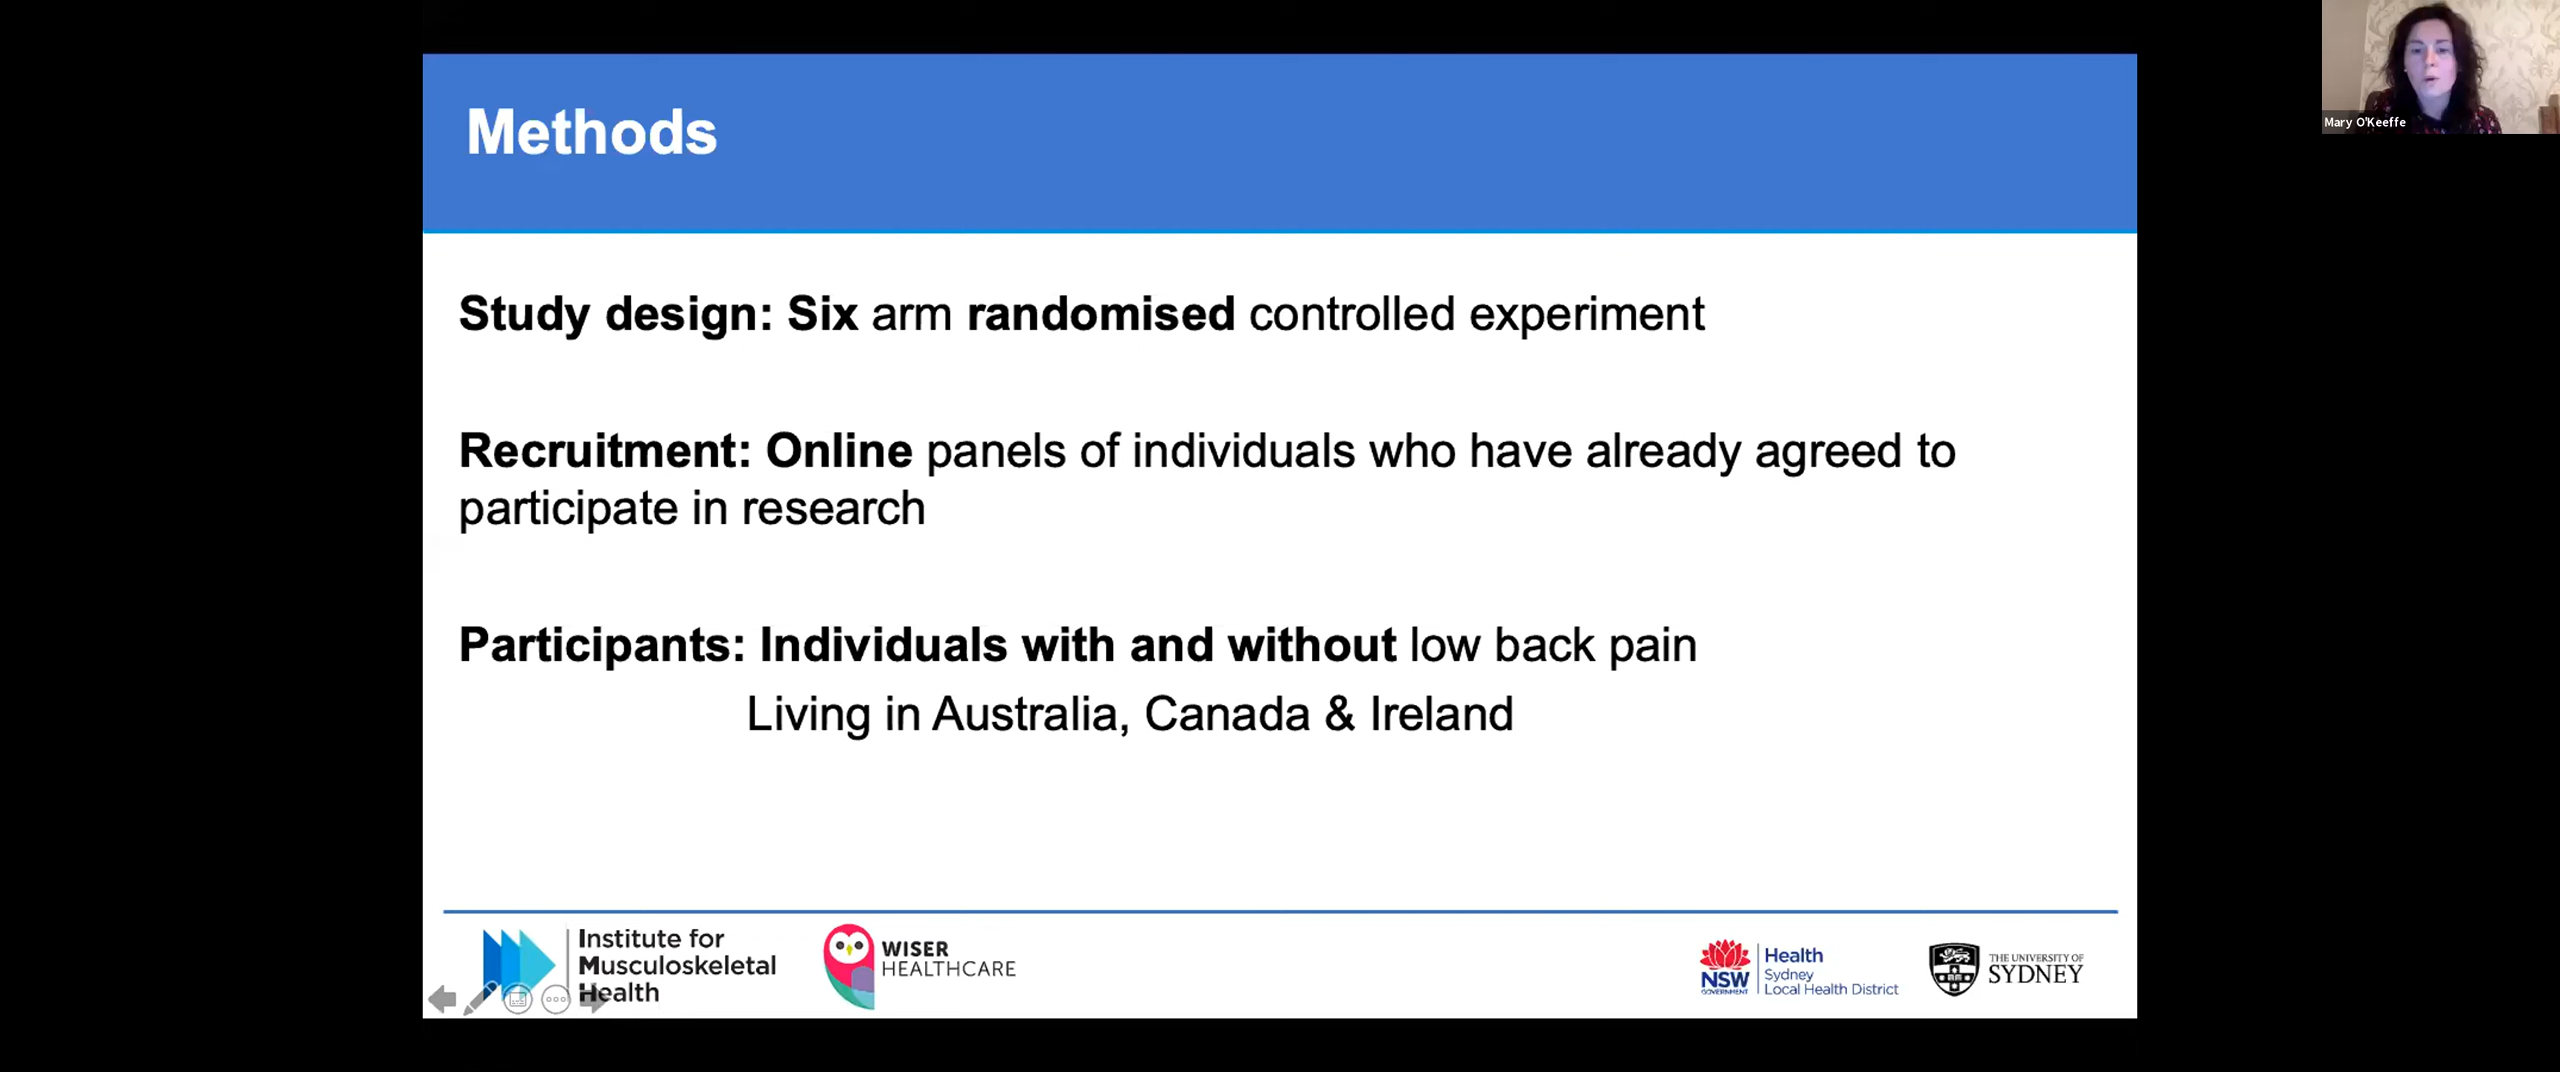 Methods
Mary O'Keeffe
Study design: Six arm randomised controlled experiment
Recruitment: Online panels of individuals who have already agreed to
participate in research
Participants: Individuals with and without low back pain
Living in Australia, Canada & Ireland
Institute for
Musculoskeletal
Health
WISER
HEALTHCARE
NSW
GOVERNMENT
Health
Sydney
Local Health District
THE UNIVERSITY OF
SYDNEY